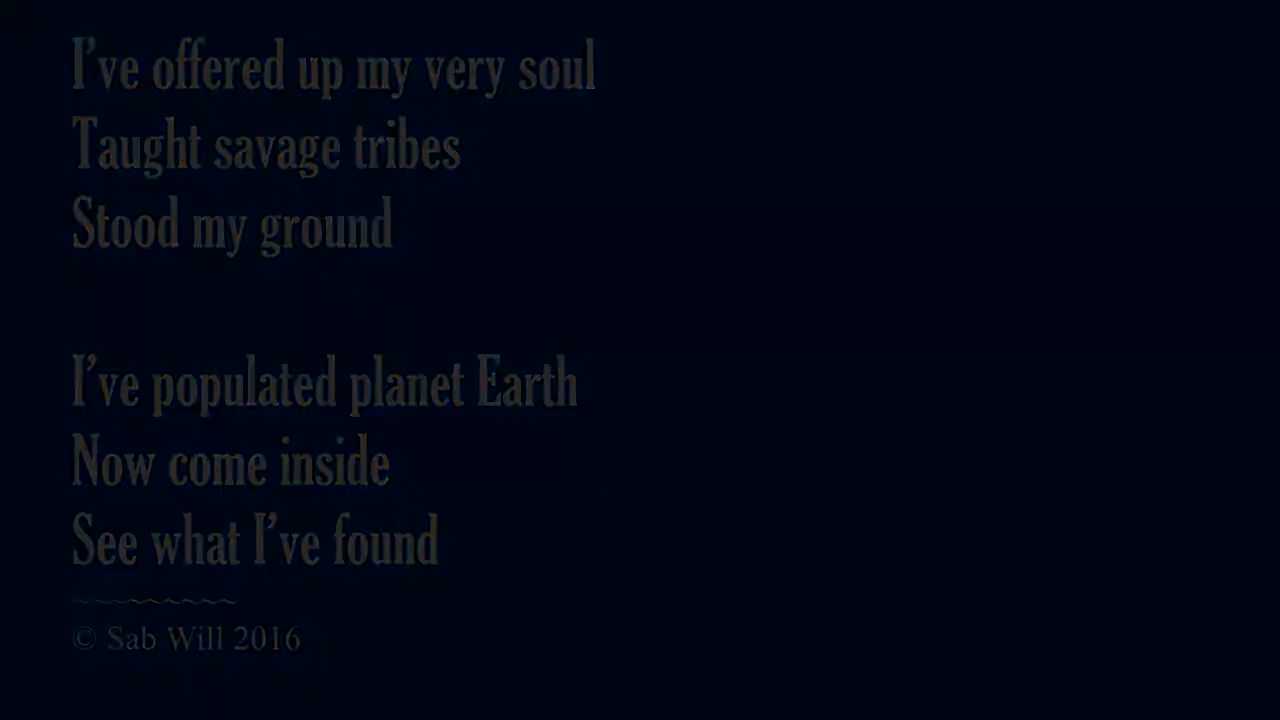 I’ve offered up my very soul
Taught savage tribes
Stood my ground
I’ve populated planet Earth
Now come inside
See what I’ve found
~~~~~~~~
© Sab Will 2016